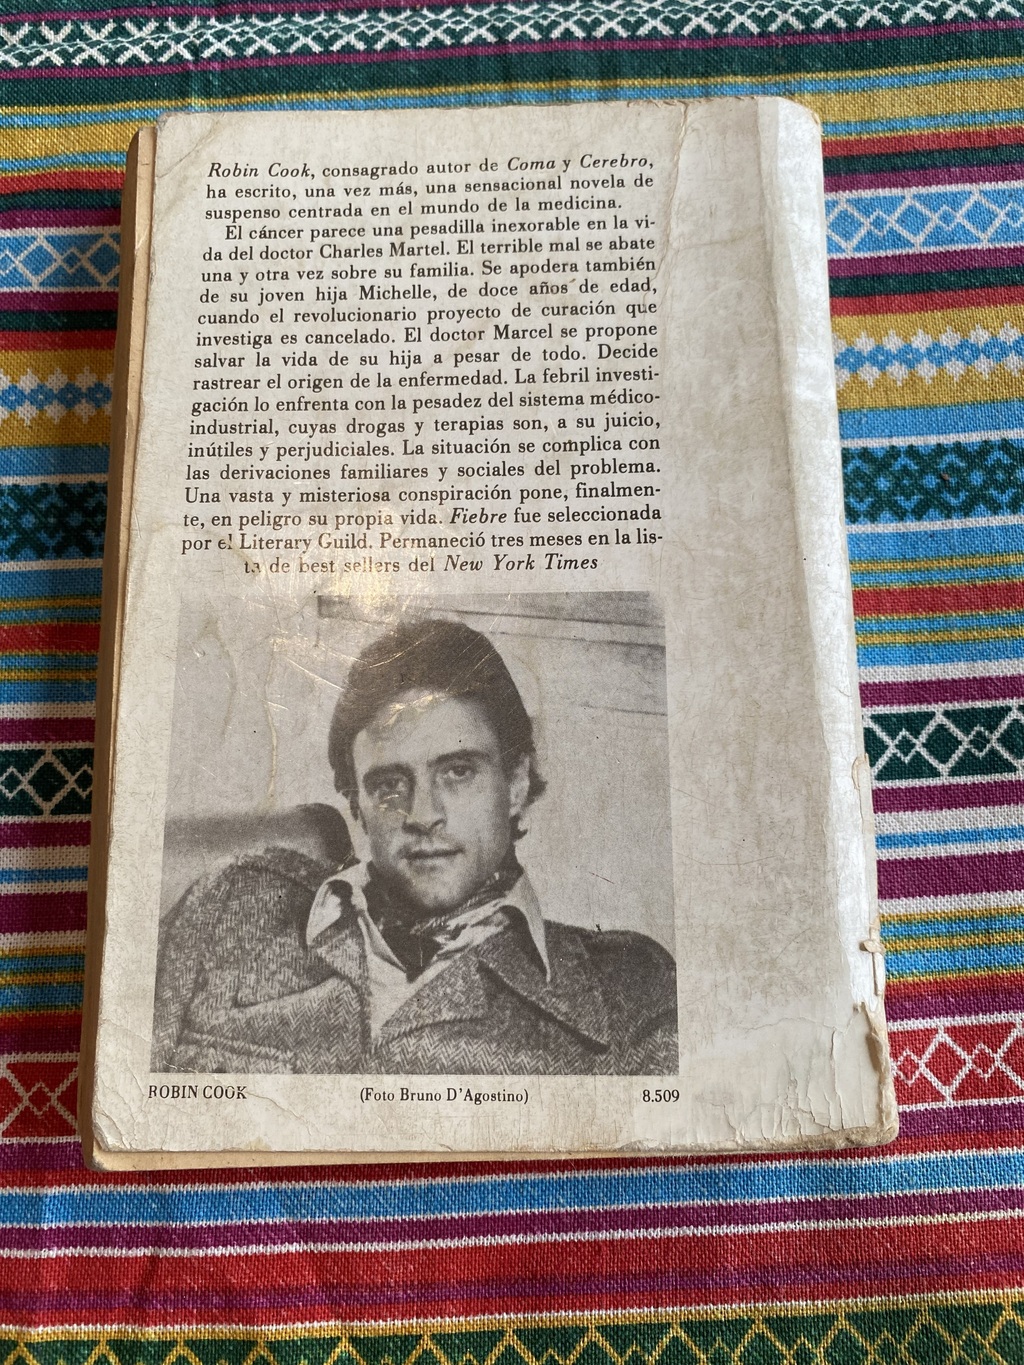 Robin Cook, consagrado autor de Coma y Cerebro,
ha escrito, una vez más, una sensacional novela de
suspenso centrada en el mundo de la medicina.
El cáncer parece una pesadilla inexorable en la vi-
da del doctor Charles Martel. El terrible mal se abate
una y otra vez sobre su familia. Se apodera también
de su joven hija Michelle, de doce años de edad,
cuando el revolucionario proyecto de curación que
investiga es cancelado. El doctor Marcel se propone
salvar la vida de su hija a pesar de todo. Decide
rastrear el origen de la enfermedad. La febril investi-
gación lo enfrenta con la pesadez del sistema médico-
industrial, cuyas drogas y terapias son, a su juicio,
inútiles y perjudiciales. La situación se complica con
las derivaciones familiares y sociales del problema.
Una vasta y misteriosa conspiración pone, finalmen-
te, en peligro su propia vida. Fiebre fue seleccionada
por el Literary Guild. Permaneció tres meses en la lis-
ta de best sellers del New York Times
ROBIN COOK (Foto Bruno D'Agostino) 8.509